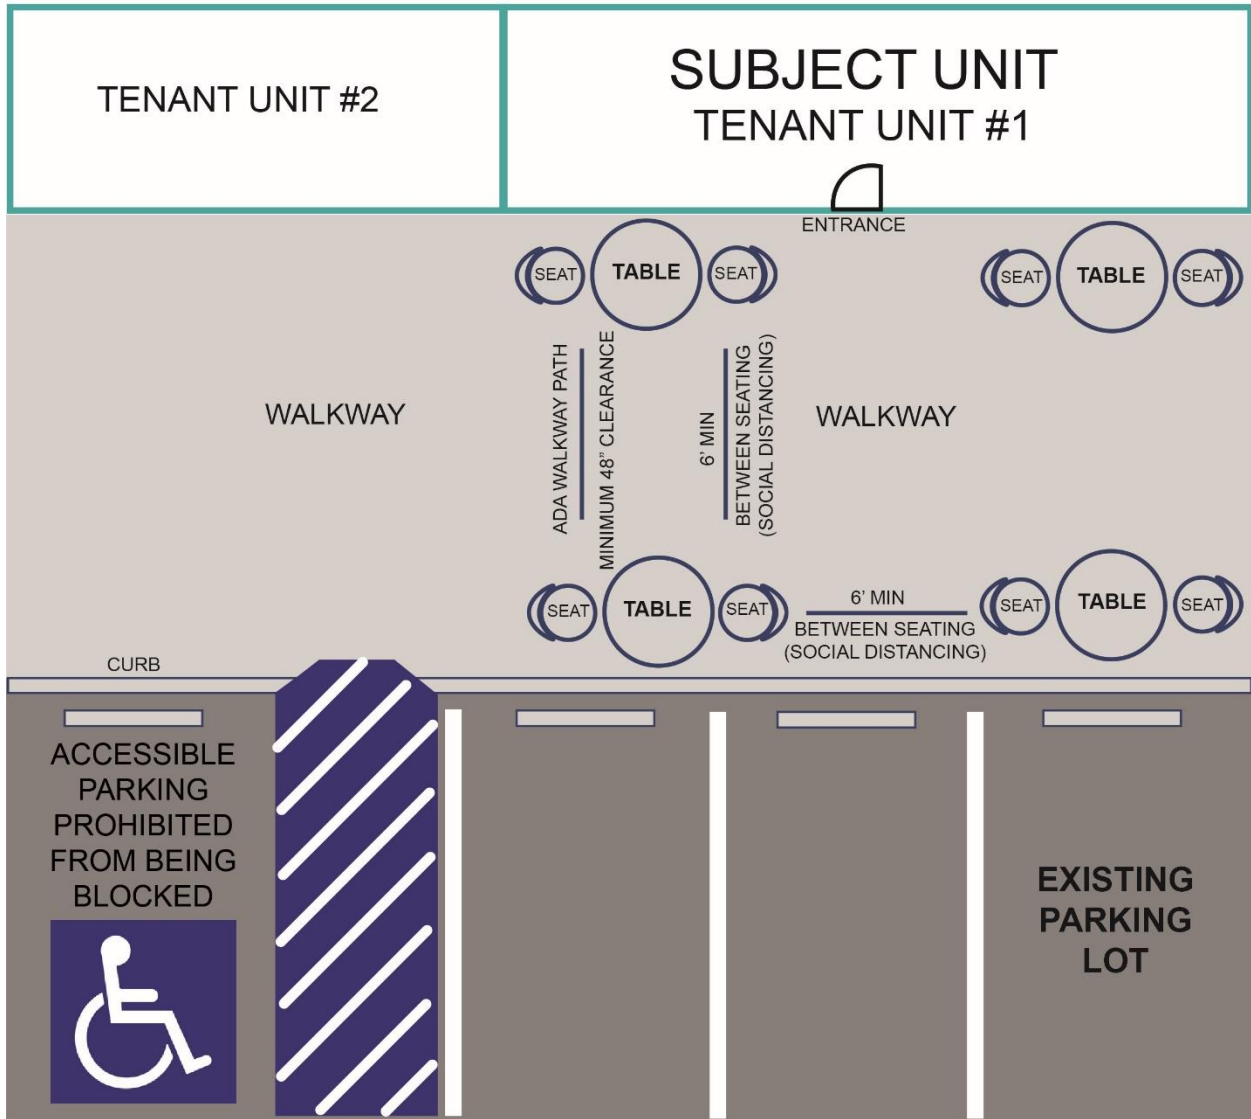 TENANT UNIT #2
SUBJECT UNIT
TENANT UNIT #1
ENTRANCE
SEAT
TABLE
SEAT
SEAT
TABLE
SEAT
WALKWAY
ADA WALKWAY PATH
MINIMUM 48" CLEARANCE
6' MIN
BETWEEN SEATING
(SOCIAL DISTANCING)
WALKWAY
SEAT
TABLE
SEAT
6' MIN
BETWEEN SEATING
(SOCIAL DISTANCING)
SEAT
TABLE
SEAT
CURB
ACCESSIBLE
PARKING
PROHIBITED
FROM BEING
BLOCKED
EXISTING
PARKING
LOT